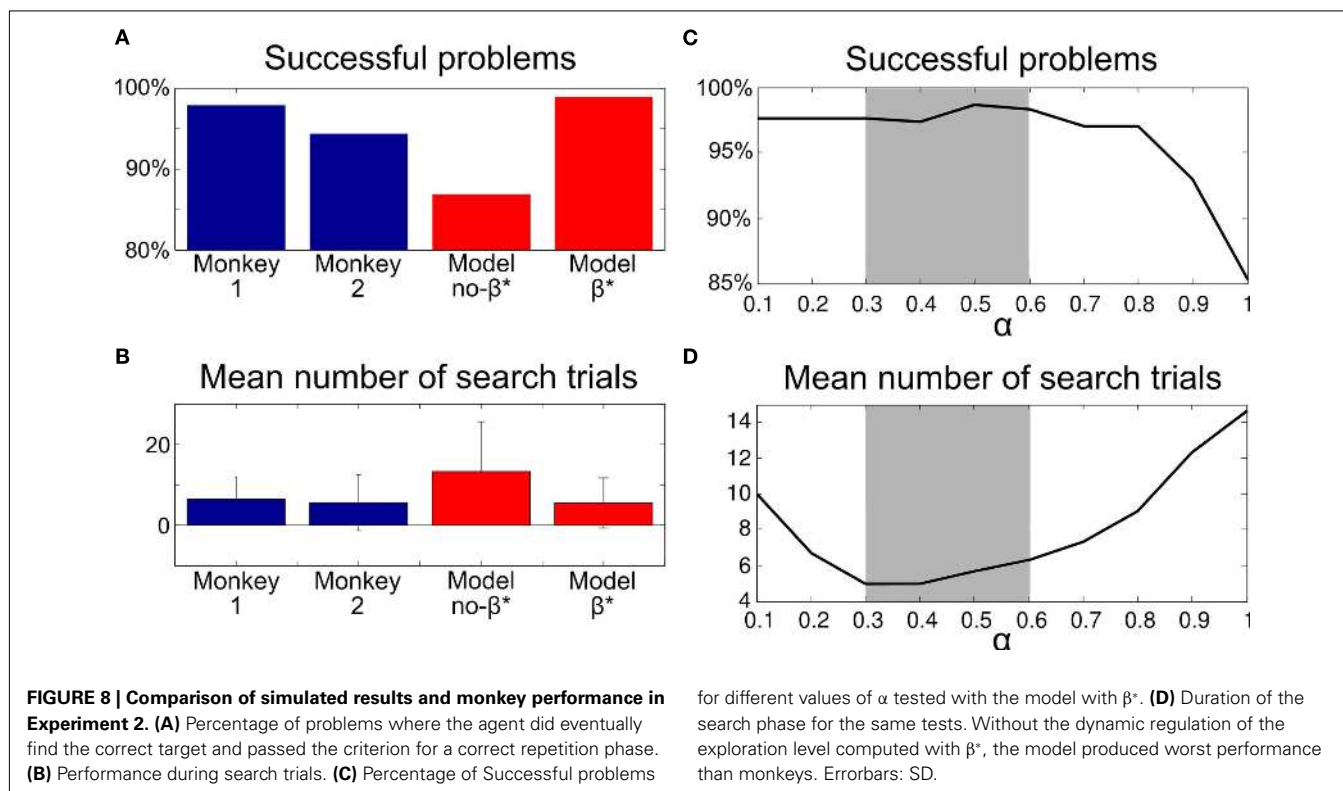 A
Successful problems
100%
90%
80%
Monkey 1
Monkey 2
Model no-β*
Model β*
B
Mean number of search trials
20
0
Monkey 1
Monkey 2
Model no-β*
Model β*
C
Successful problems
100%
95%
90%
85%
0.1 0.2 0.3 0.4 0.5 0.6 0.7 0.8 0.9 1
α
D
Mean number of search trials
14
12
10
8
6
4
0.1 0.2 0.3 0.4 0.5 0.6 0.7 0.8 0.9 1
α
FIGURE 8 | Comparison of simulated results and monkey performance in
Experiment 2. (A) Percentage of problems where the agent did eventually
find the correct target and passed the criterion for a correct repetition phase.
(B) Performance during search trials. (C) Percentage of Successful problems
for different values of α tested with the model with β*. (D) Duration of the
search phase for the same tests. Without the dynamic regulation of the
exploration level computed with β*, the model produced worst performance
than monkeys. Errorbars: SD.